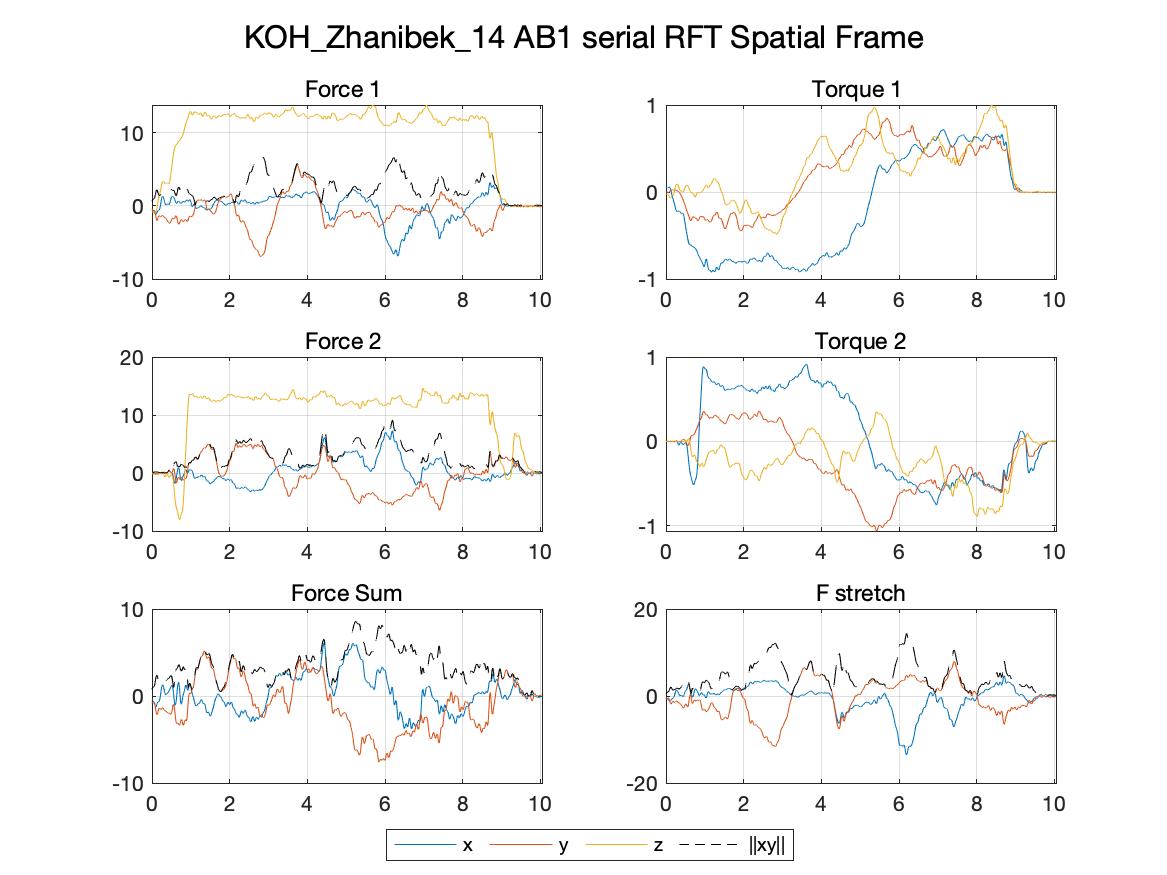 KOH_Zhanibek_14 AB1 serial RFT Spatial Frame
Force 1
10
0
-10
0 2 4 6 8 10
Torque 1
1
0
-1
0 2 4 6 8 10
Force 2
20
10
0
-10
0 2 4 6 8 10
Torque 2
1
0
-1
0 2 4 6 8 10
Force Sum
10
0
-10
0 2 4 6 8 10
F stretch
20
0
-20
0 2 4 6 8 10
x y z ||xy||